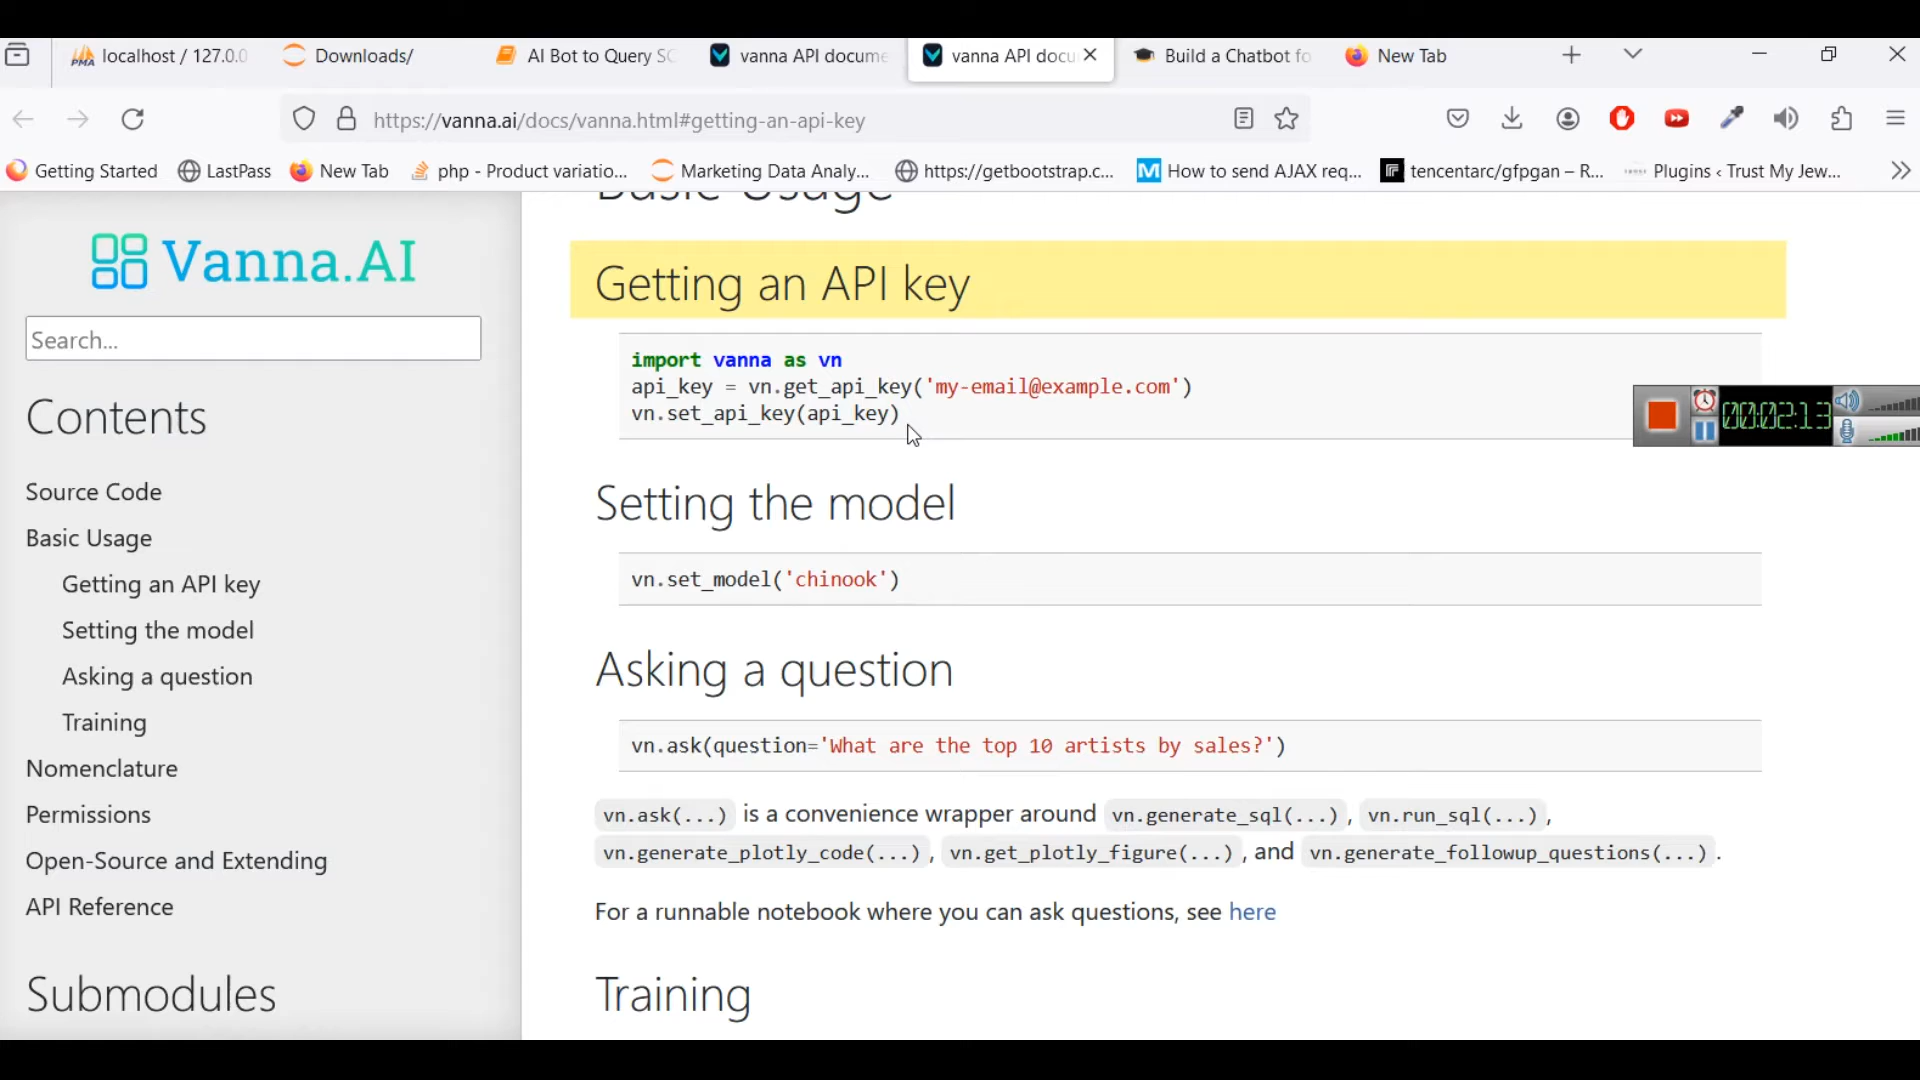 localhost / 127.0.0
Downloads/
AI Bot to Query SQ
vanna API docume
vanna API docu
Build a Chatbot fo
New Tab
https://vanna.ai/docs/vanna.html#getting-an-api-key
Getting Started
LastPass
New Tab
php - Product variatio...
Marketing Data Analy...
https://getbootstrap.c...
How to send AJAX req...
tencentarc/gfpgan – R...
Plugins ‹ Trust My Jew...
Vanna.AI
Search...
Contents
Source Code
Basic Usage
Getting an API key
Setting the model
Asking a question
Training
Nomenclature
Permissions
Open-Source and Extending
API Reference
Submodules
Basic Usage
Getting an API key
import vanna as vn
api_key = vn.get_api_key('my-email@example.com')
vn.set_api_key(api_key)
Setting the model
vn.set_model('chinook')
Asking a question
vn.ask(question='What are the top 10 artists by sales?')
vn.ask(...) is a convenience wrapper around vn.generate_sql(...), vn.run_sql(...),
vn.generate_plotly_code(...), vn.get_plotly_figure(...), and vn.generate_followup_questions(...).
For a runnable notebook where you can ask questions, see here
Training
00:02:13